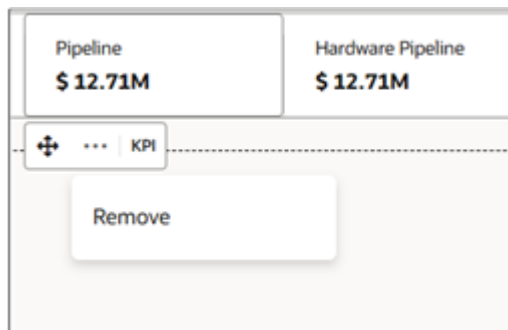 Pipeline
$ 12.71M
Hardware Pipeline
$ 12.71M
KPI
Remove